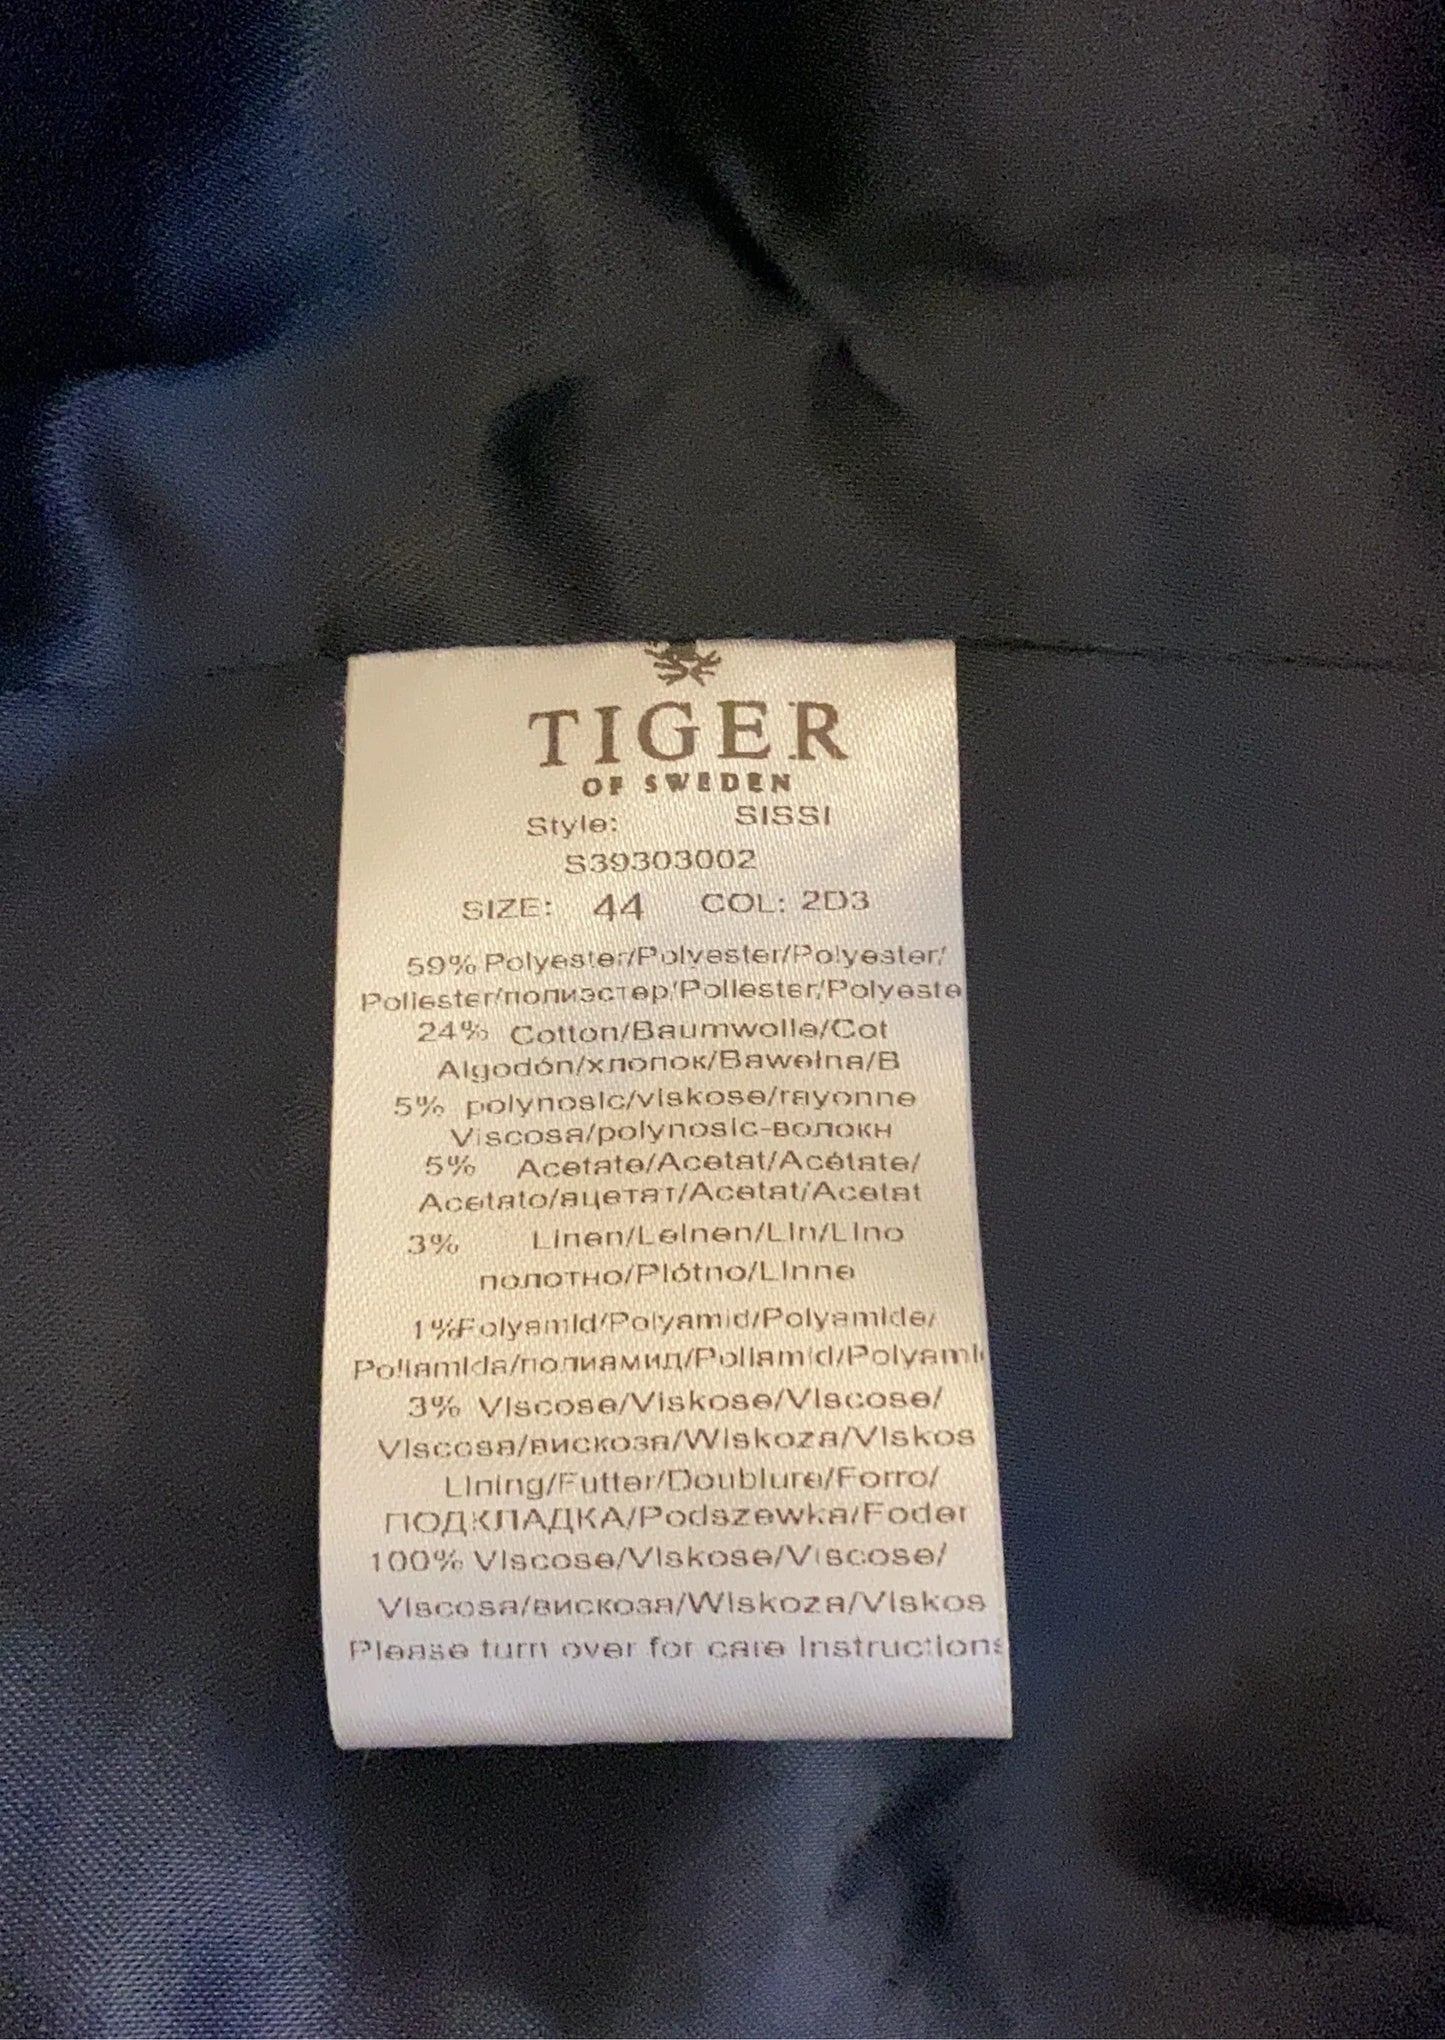 TIGER
OF SWEDEN
Style: SISSI
S39303002
SIZE: 44 COL: 2D3
59% Polyester/Polyester/Polyester/
Poliester/полиэстер/Poliester/Polyeste
24% Cotton/Baumwolle/Cot
Algodón/хлопок/Bawełna/B
5% polynosic/viskose/rayonne
Viscosa/polynosic-волокн
5% Acetate/Acetat/Acétate/
Acetato/ацетат/Acetat/Acetat
3% Linen/Leinen/Lin/Lino
полотно/Plótno/Linne
1% Polyamid/Polyamid/Polyamide/
Poliamida/полиамид/Poliamid/Polyami
3% Viscose/Viskose/Viscose/
Viscosa/вискоза/Wiskoza/Viskos
Lining/Futter/Doublure/Forro/
ПОДКЛАДКА/Podszewka/Foder
100% Viscose/Viskose/Viscose/
Viscosa/вискоза/Wiskoza/Viskos
Please turn over for care Instructions